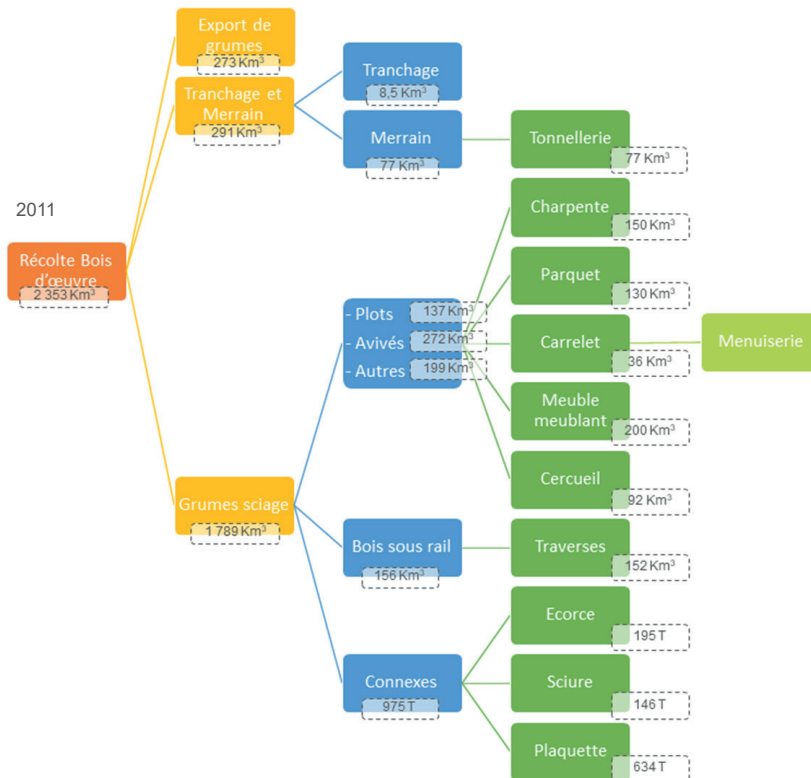 Export de
grumes
273 Km³
Tranchage et
Merrain
291 Km³
Tranchage
8,5 Km³
Merrain
77 Km³
Tonnellerie
77 Km³
2011
Récolte Bois
d'œuvre
2 353 Km³
Charpente
150 Km³
Parquet
130 Km³
- Plots 137 Km³
- Avivés 272 Km³
- Autres 199 Km³
Carrelet
36 Km³
Menuiserie
Meuble
meublant
200 Km³
Cercueil
92 Km³
Grumes sciage
1 789 Km³
Bois sous rail
156 Km³
Traverses
152 Km³
Ecorce
195 T
Connexes
975 T
Sciure
146 T
Plaquette
634 T